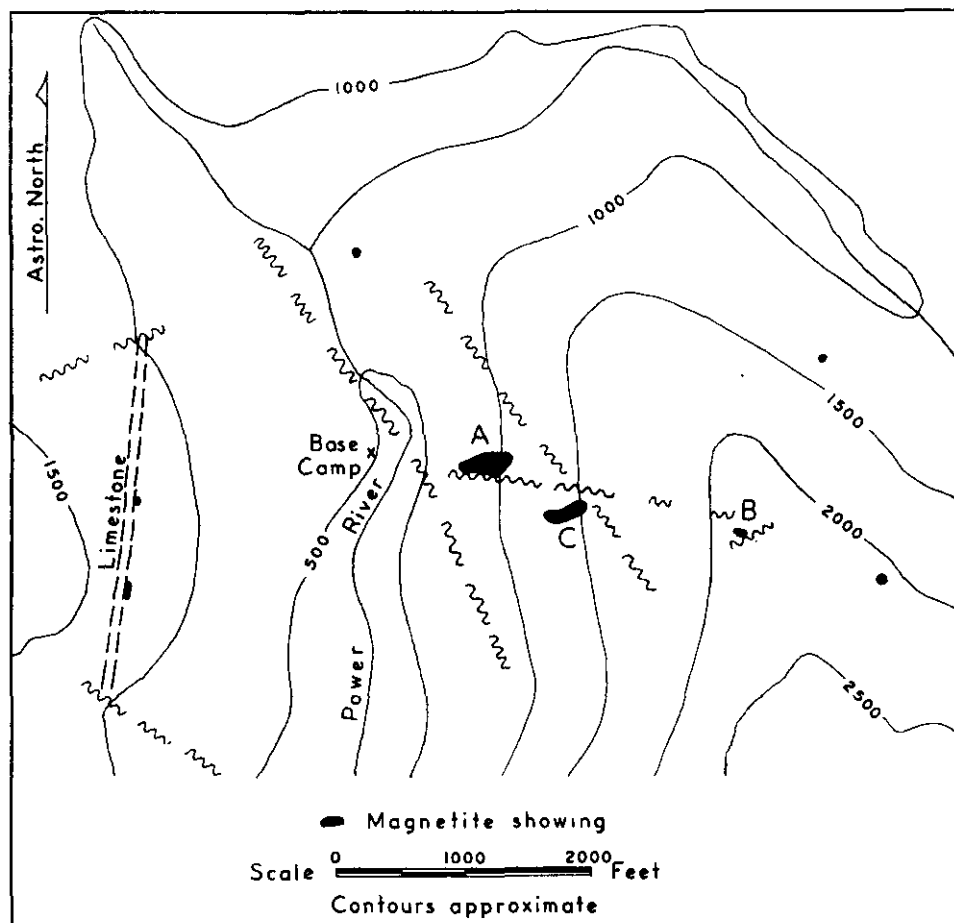 Astro. North
1000
1000
1500
1500
Limestone
Base
Camp
A
C
B
2000
500
River
Power
2500
Magnetite showing
Scale 0 1000 2000 Feet
Contours approximate